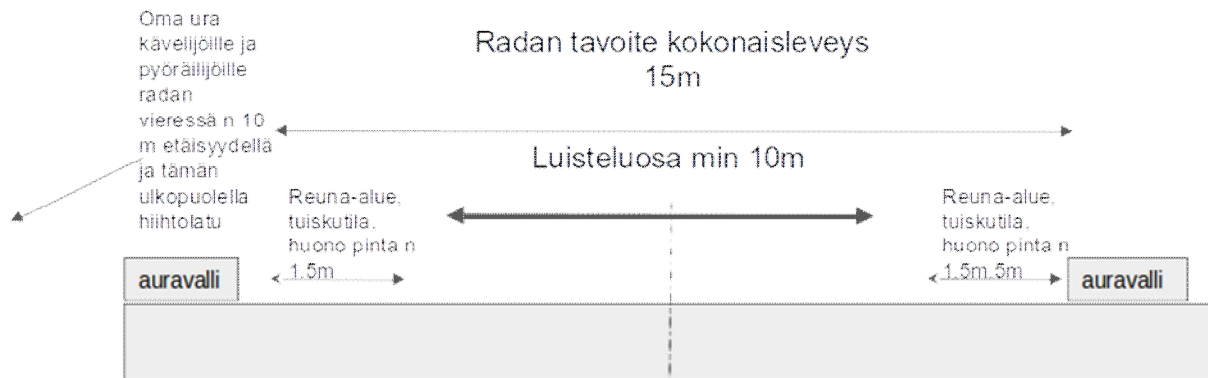 Oma ura
kävelijöille ja
pyöräilijöille
radan
vieressä n 10
m etäisyydellä
ja tämän
ulkopuolella
hiihtolatu
Radan tavoite kokonaisleveys
15m
Luisteluosa min 10m
Reuna-alue,
tuiskutila,
huono pinta n
1.5m
Reuna-alue,
tuiskutila,
huono pinta n
1.5m.5m
auravalli
auravalli